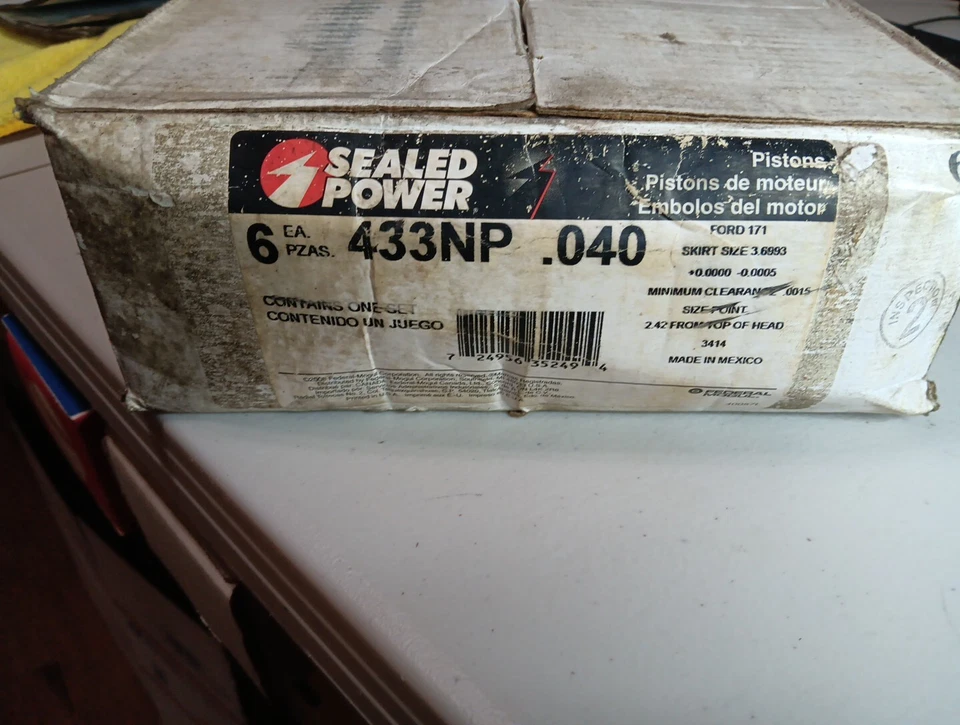 SEALED
POWER
Pistons
Pistons de moteur
Embolos del motor
6 EA.
PZAS.
433NP .040
FORD 171
SKIRT SIZE 3.6993
+0.0000 -0.0005
MINIMUM CLEARANCE .0015
SIZE POINT
2.42 FROM TOP OF HEAD
3414
MADE IN MEXICO
CONTAINS ONE SET
CONTENIDO UN JUEGO
7 24956 35249 4
FEDERAL
INSPECTED